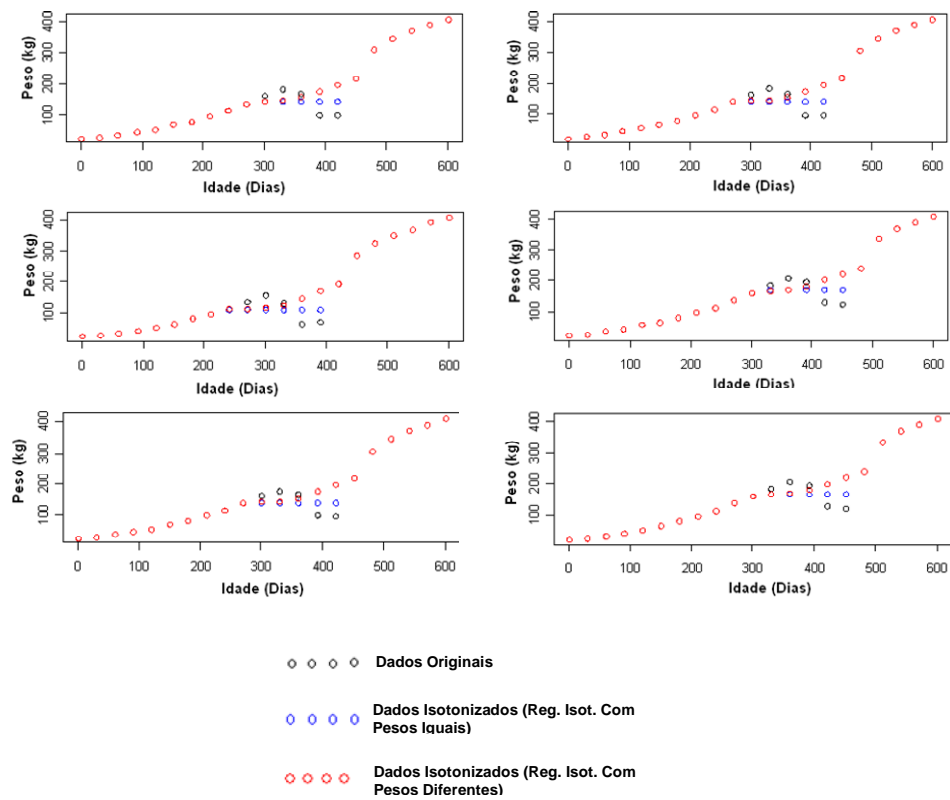 Peso (kg)
100 200 300 400
0 100 200 300 400 500 600
Idade (Dias)
Peso (kg)
100 200 300 400
0 100 200 300 400 500 600
Idade (Dias)
Peso (kg)
100 200 300 400
0 100 200 300 400 500 600
Idade (Dias)
Peso (kg)
100 200 300 400
0 100 200 300 400 500 600
Idade (Dias)
Peso (kg)
100 200 300 400
0 100 200 300 400 500 600
Idade (Dias)
Peso (kg)
100 200 300 400
0 100 200 300 400 500 600
Idade (Dias)
Dados Originais
Dados Isotonizados (Reg. Isot. Com
Pesos Iguais)
Dados Isotonizados (Reg. Isot. Com
Pesos Diferentes)